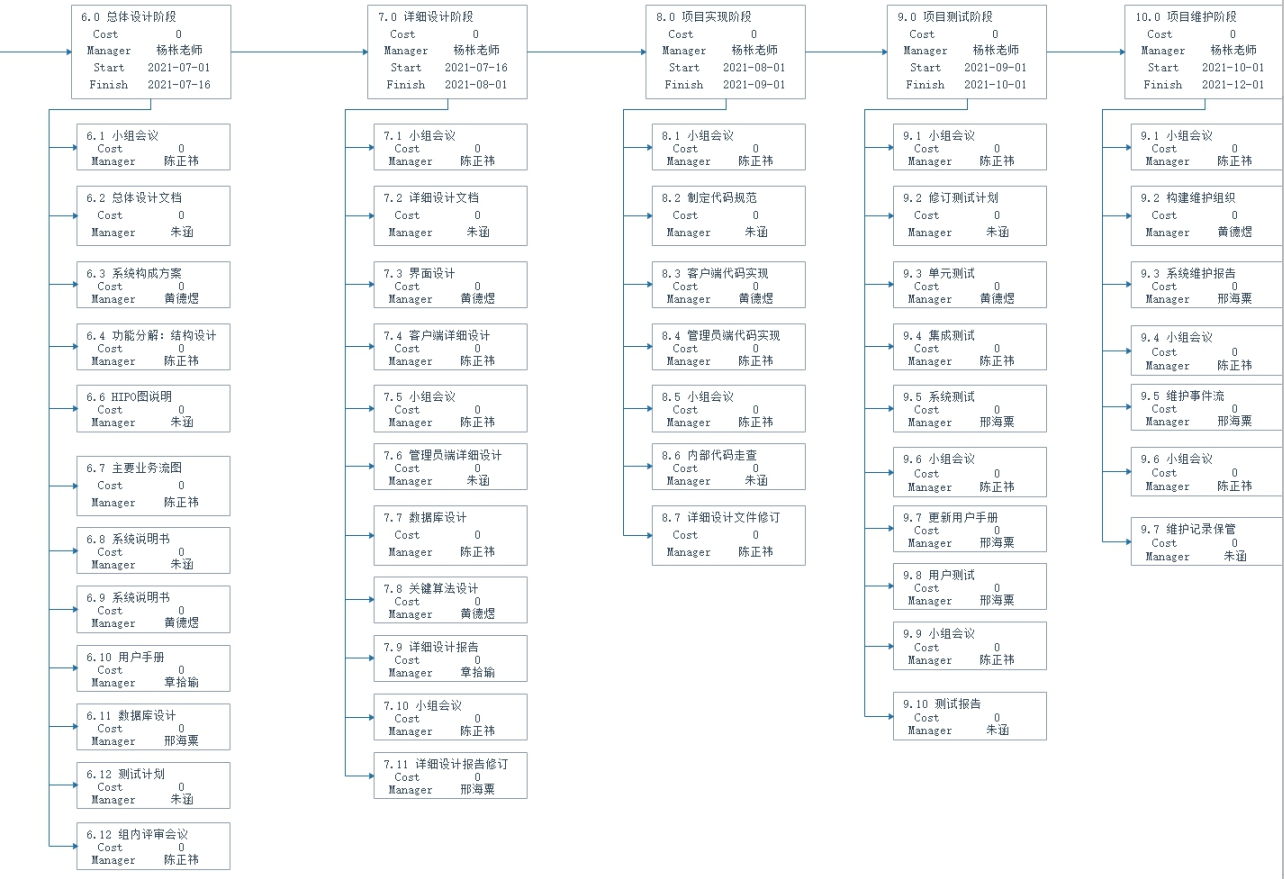 6.0 总体设计阶段
Cost 0
Manager 杨枨老师
Start 2021-07-01
Finish 2021-07-16
6.1 小组会议
Cost 0
Manager 陈正祎
6.2 总体设计文档
Cost 0
Manager 朱涵
6.3 系统构成方案
Cost 0
Manager 黄德煜
6.4 功能分解：结构设计
Cost 0
Manager 陈正祎
6.6 HIPO图说明
Cost 0
Manager 朱涵
6.7 主要业务流图
Cost 0
Manager 陈正祎
6.8 系统说明书
Cost 0
Manager 朱涵
6.9 系统说明书
Cost 0
Manager 黄德煜
6.10 用户手册
Cost 0
Manager 章拾瑜
6.11 数据库设计
Cost 0
Manager 邢海粟
6.12 测试计划
Cost 0
Manager 朱涵
6.12 组内评审会议
Cost 0
Manager 陈正祎
7.0 详细设计阶段
Cost 0
Manager 杨枨老师
Start 2021-07-16
Finish 2021-08-01
7.1 小组会议
Cost 0
Manager 陈正祎
7.2 详细设计文档
Cost 0
Manager 朱涵
7.3 界面设计
Cost 0
Manager 黄德煜
7.4 客户端详细设计
Cost 0
Manager 陈正祎
7.5 小组会议
Cost 0
Manager 陈正祎
7.6 管理员端详细设计
Cost 0
Manager 朱涵
7.7 数据库设计
Cost 0
Manager 陈正祎
7.8 关键算法设计
Cost 0
Manager 黄德煜
7.9 详细设计报告
Cost 0
Manager 章拾瑜
7.10 小组会议
Cost 0
Manager 陈正祎
7.11 详细设计报告修订
Cost 0
Manager 邢海粟
8.0 项目实现阶段
Cost 0
Manager 杨枨老师
Start 2021-08-01
Finish 2021-09-01
8.1 小组会议
Cost 0
Manager 陈正祎
8.2 制定代码规范
Cost 0
Manager 朱涵
8.3 客户端代码实现
Cost 0
Manager 黄德煜
8.4 管理员端代码实现
Cost 0
Manager 陈正祎
8.5 小组会议
Cost 0
Manager 陈正祎
8.6 内部代码走查
Cost 0
Manager 朱涵
8.7 详细设计文件修订
Cost 0
Manager 陈正祎
9.0 项目测试阶段
Cost 0
Manager 杨枨老师
Start 2021-09-01
Finish 2021-10-01
9.1 小组会议
Cost 0
Manager 陈正祎
9.2 修订测试计划
Cost 0
Manager 朱涵
9.3 单元测试
Cost 0
Manager 黄德煜
9.4 集成测试
Cost 0
Manager 陈正祎
9.5 系统测试
Cost 0
Manager 邢海粟
9.6 小组会议
Cost 0
Manager 陈正祎
9.7 更新用户手册
Cost 0
Manager 邢海粟
9.8 用户测试
Cost 0
Manager 邢海粟
9.9 小组会议
Cost 0
Manager 陈正祎
9.10 测试报告
Cost 0
Manager 朱涵
10.0 项目维护阶段
Cost 0
Manager 杨枨老师
Start 2021-10-01
Finish 2021-12-01
9.1 小组会议
Cost 0
Manager 陈正祎
9.2 构建维护组织
Cost 0
Manager 黄德煜
9.3 系统维护报告
Cost 0
Manager 邢海粟
9.4 小组会议
Cost 0
Manager 陈正祎
9.5 维护事件流
Cost 0
Manager 邢海粟
9.6 小组会议
Cost 0
Manager 陈正祎
9.7 维护记录保管
Cost 0
Manager 朱涵